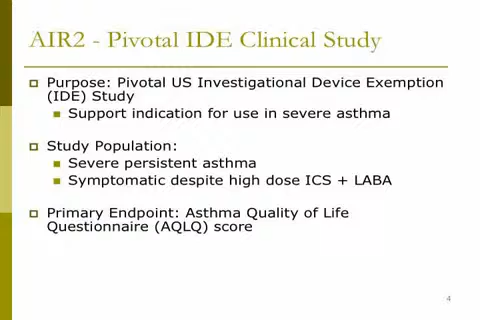 AIR2 - Pivotal IDE Clinical Study
Purpose: Pivotal US Investigational Device Exemption
(IDE) Study
Support indication for use in severe asthma
Study Population:
Severe persistent asthma
Symptomatic despite high dose ICS + LABA
Primary Endpoint: Asthma Quality of Life
Questionnaire (AQLQ) score
4